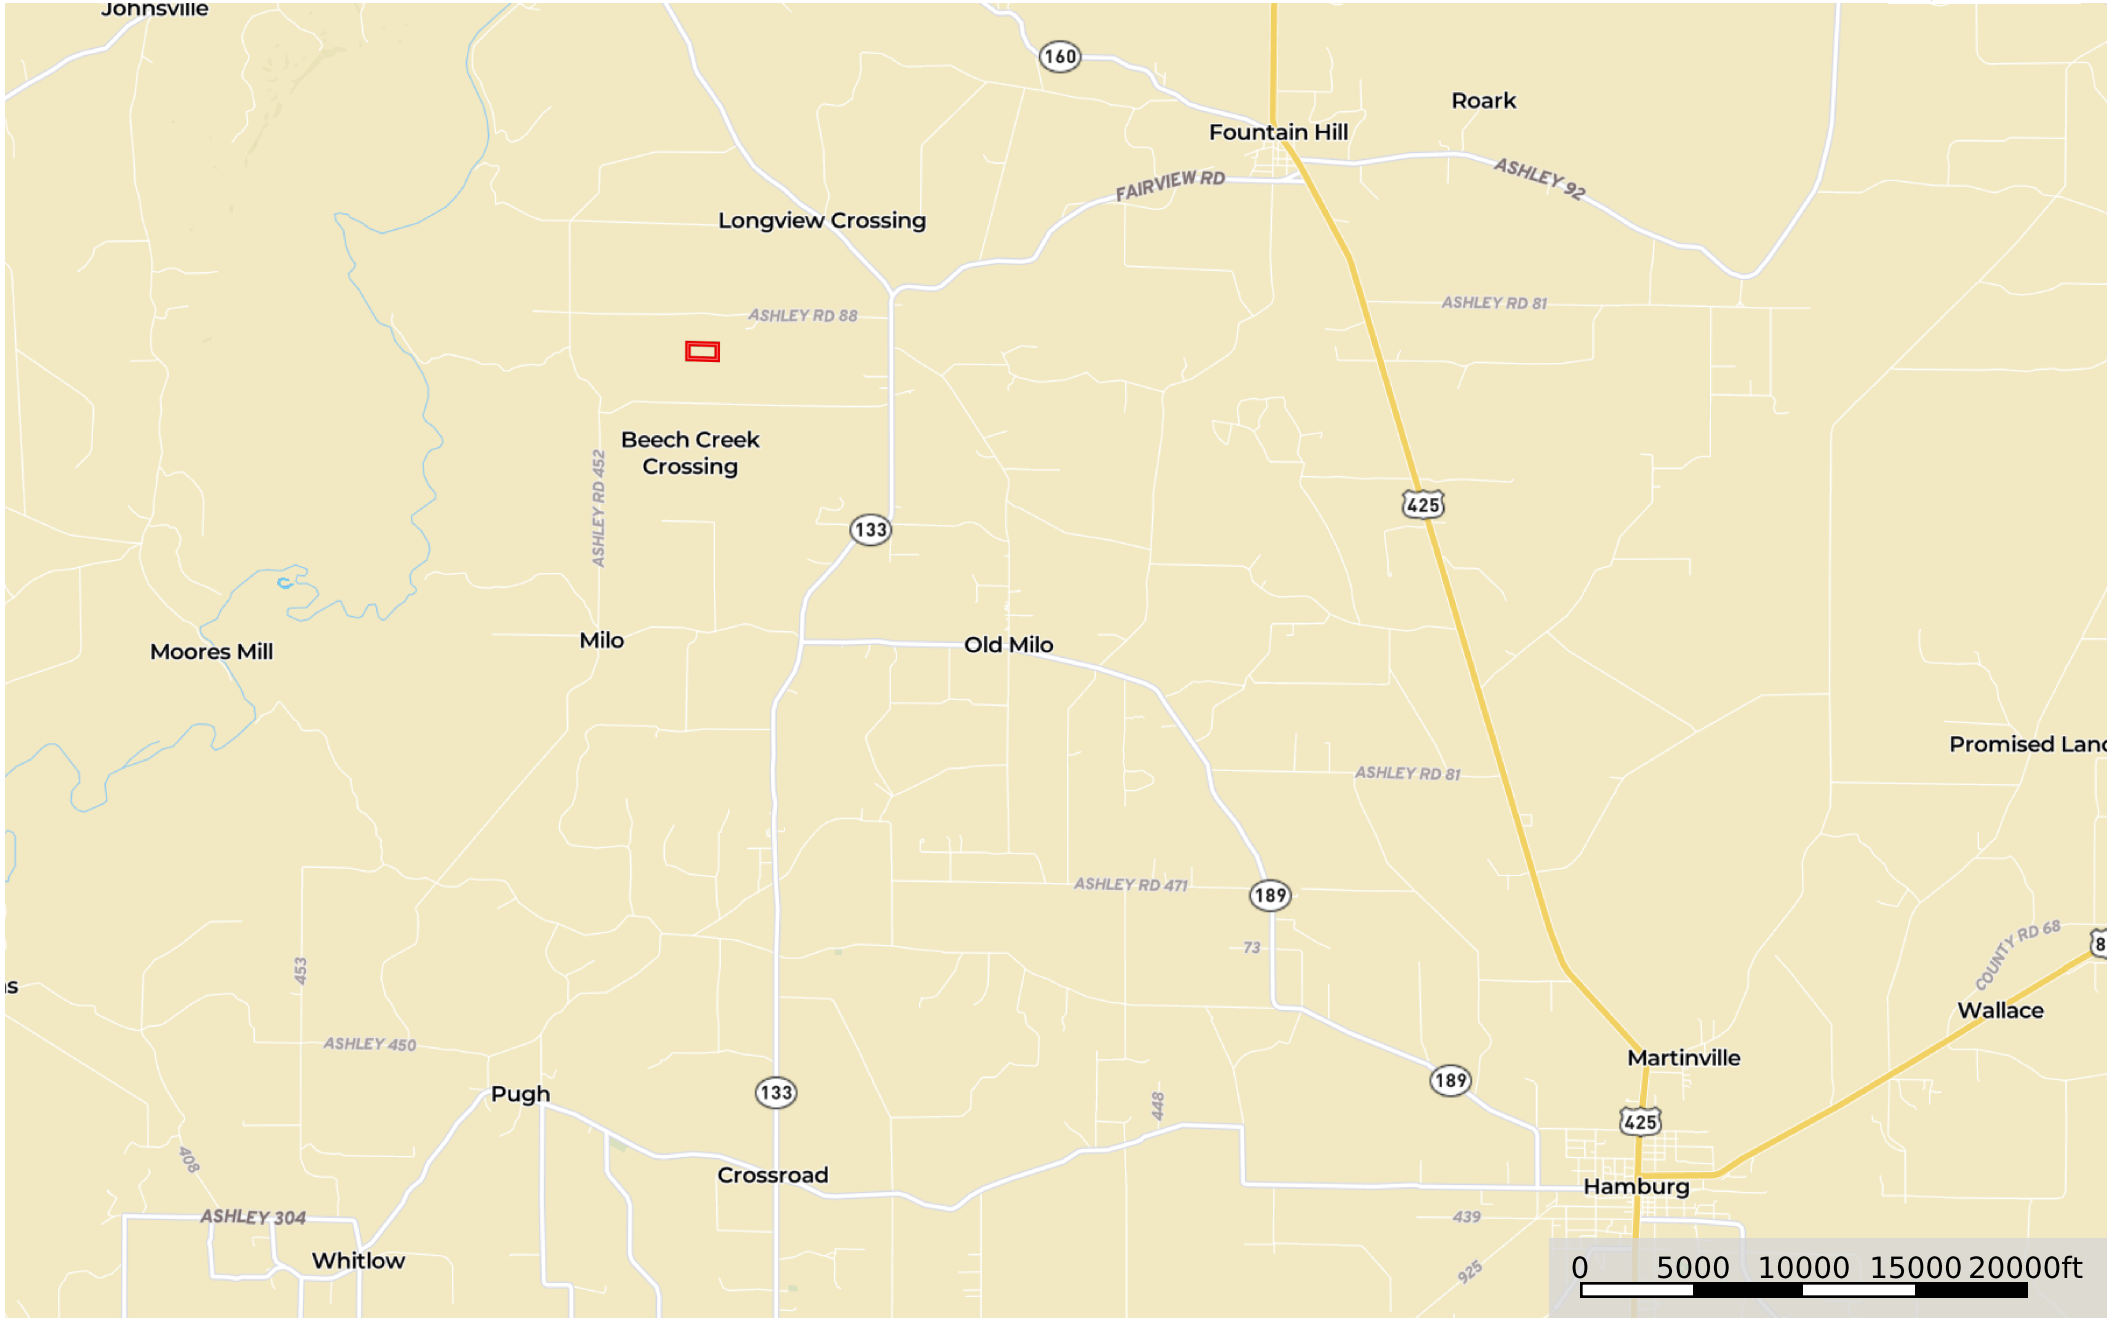 Johnsville
160
Roark
Fountain Hill
ASHLEY 92
FAIRVIEW RD
Longview Crossing
ASHLEY RD 88
ASHLEY RD 81
Beech Creek
Crossing
ASHLEY RD 452
425
133
Milo
Old Milo
Moores Mill
Promised Lanc
ASHLEY RD 81
ASHLEY RD 471
189
73
COUNTY RD 68
8
453
s
Wallace
ASHLEY 450
Martinville
189
Pugh
133
448
425
408
Crossroad
Hamburg
ASHLEY 304
439
Whitlow
925
0 5000 10000 15000 20000ft